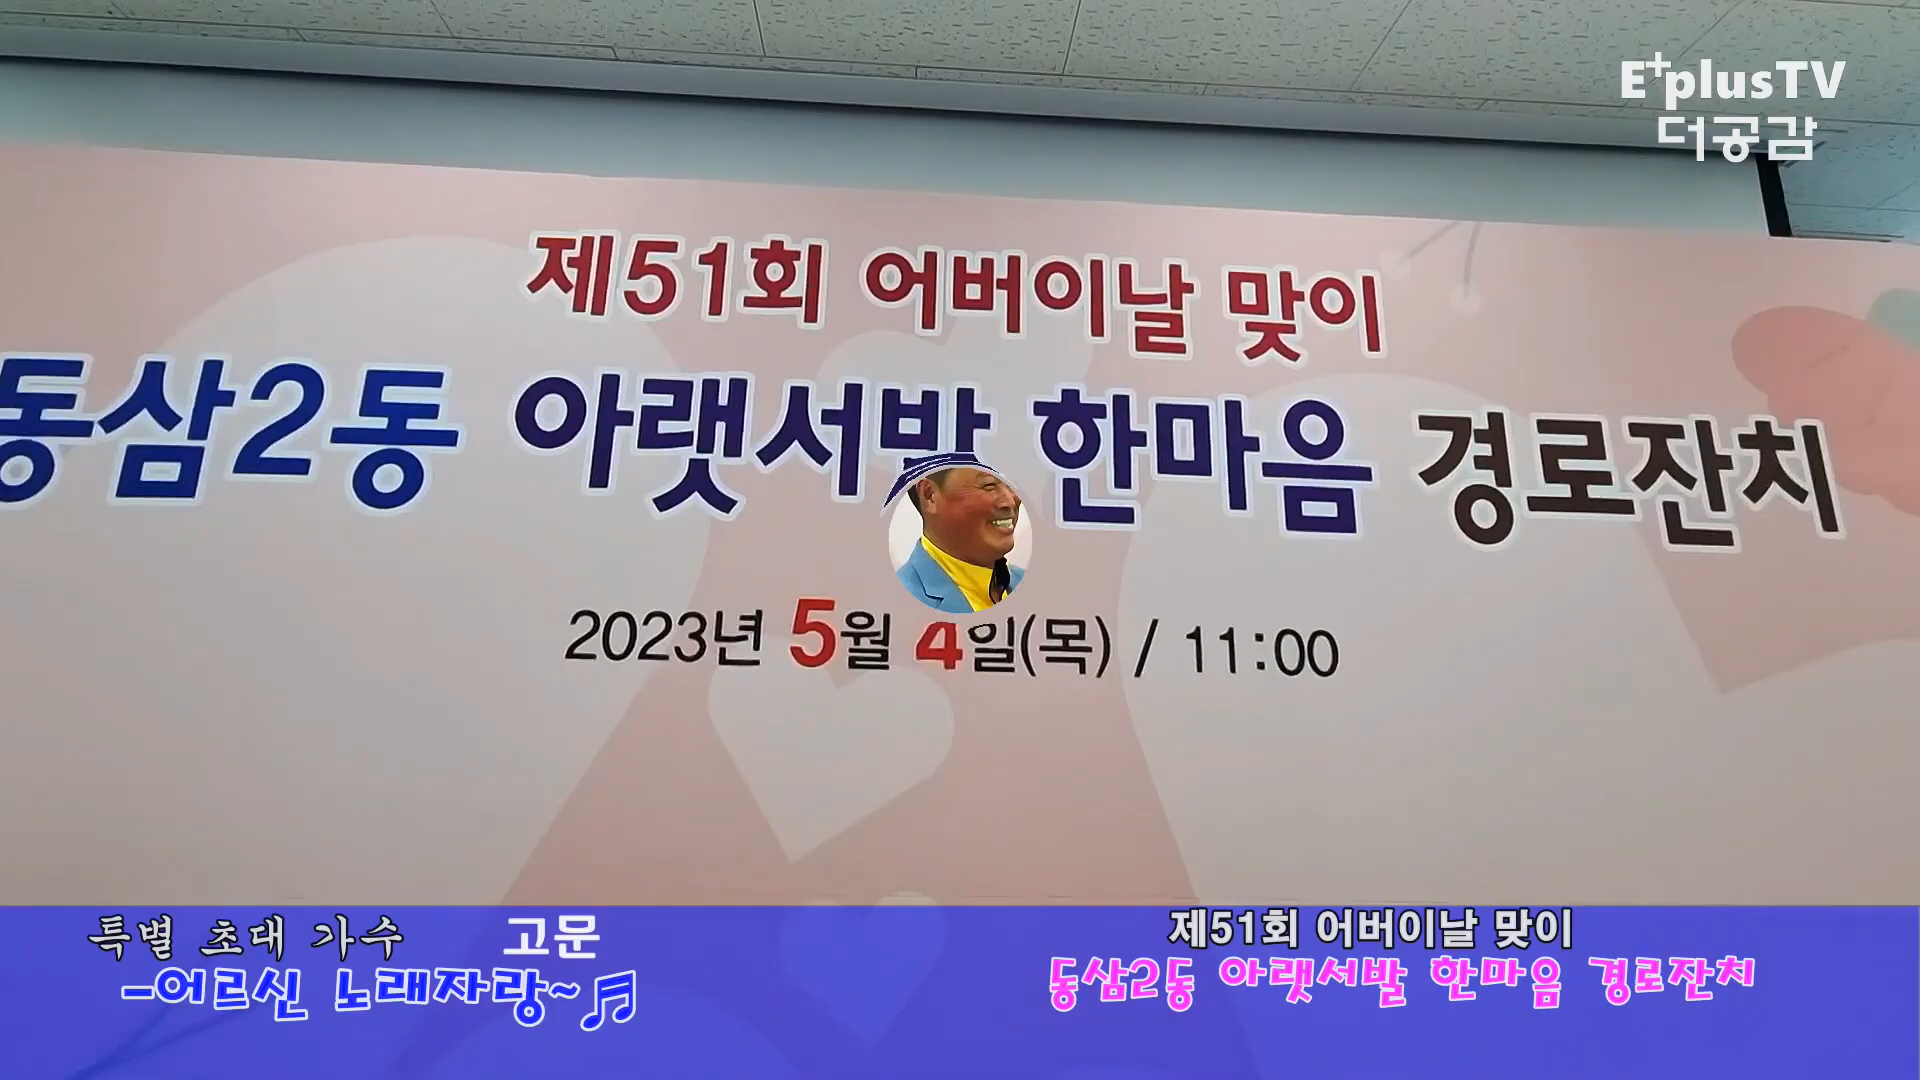 E+plusTV
더공감
제51회 어버이날 맞이
동삼2동 아랫서발 한마음 경로잔치
2023년 5월 4일(목) / 11:00
특별 초대 가수 고문
-어르신 노래자랑~
제51회 어버이날 맞이
동삼2동 아랫서발 한마음 경로잔치